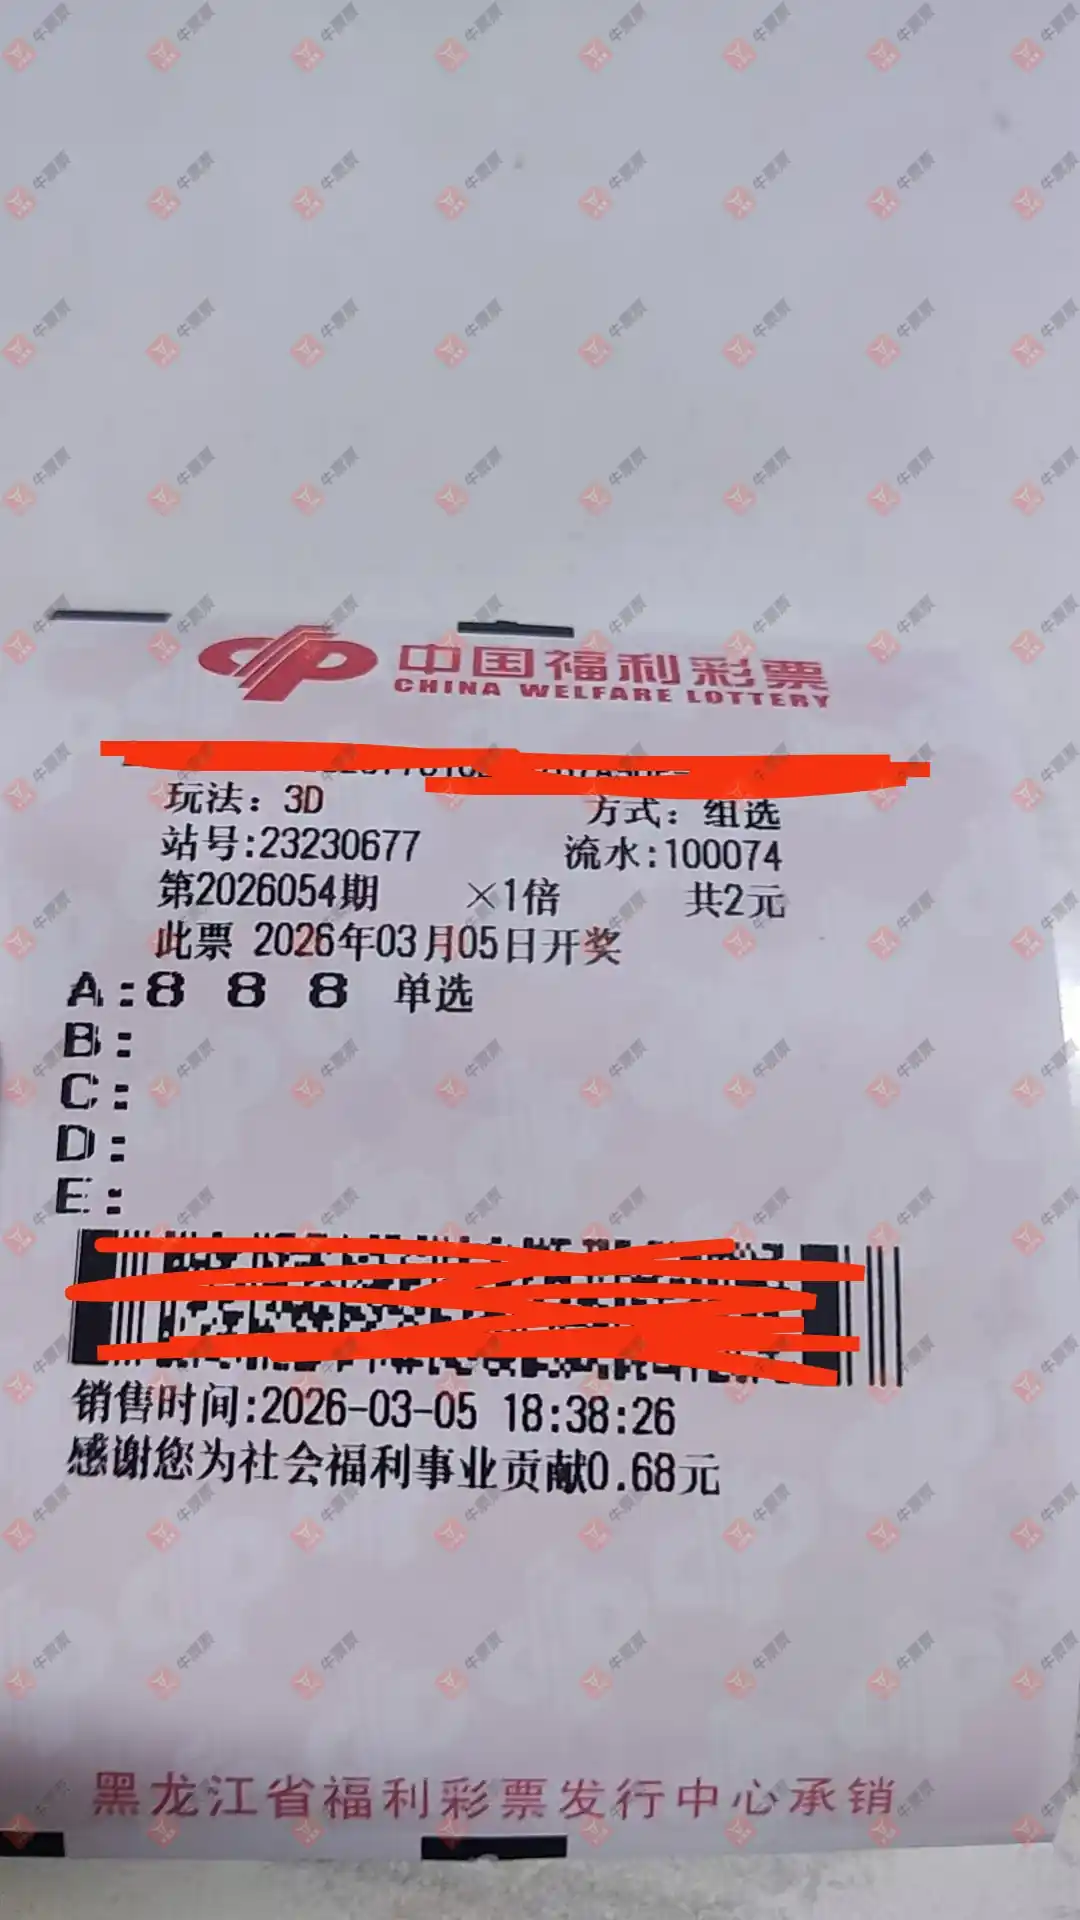 中国福利彩票
CHINA WELFARE LOTTERY
玩法：3D 方式：组选
站号:23230677 流水:100074
第2026054期 ×1倍 共2元
此票 2026年03月05日开奖
A:8 8 8 单选
B:
C:
D:
E:
销售时间:2026-03-05 18:38:26
感谢您为社会福利事业贡献0.68元
黑龙江省福利彩票发行中心承销
牛票票